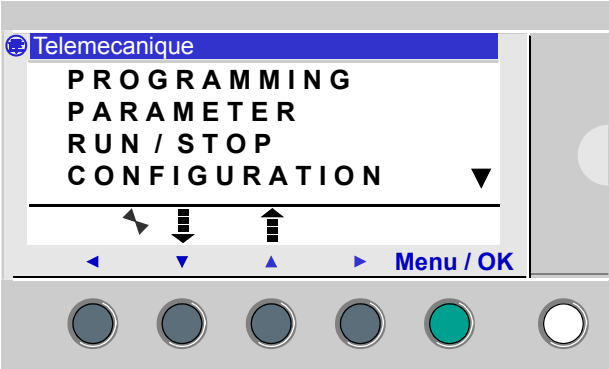 Telemecanique
PROGRAMMING
PARAMETER
RUN / STOP
CONFIGURATION
Menu / OK